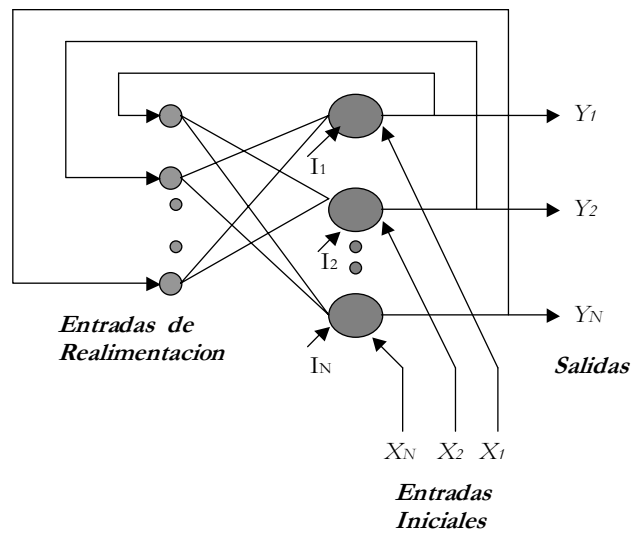 Y1
I1
Y2
I2
YN
Entradas de
Realimentacion
IN
Salidas
XN X2 X1
Entradas
Iniciales